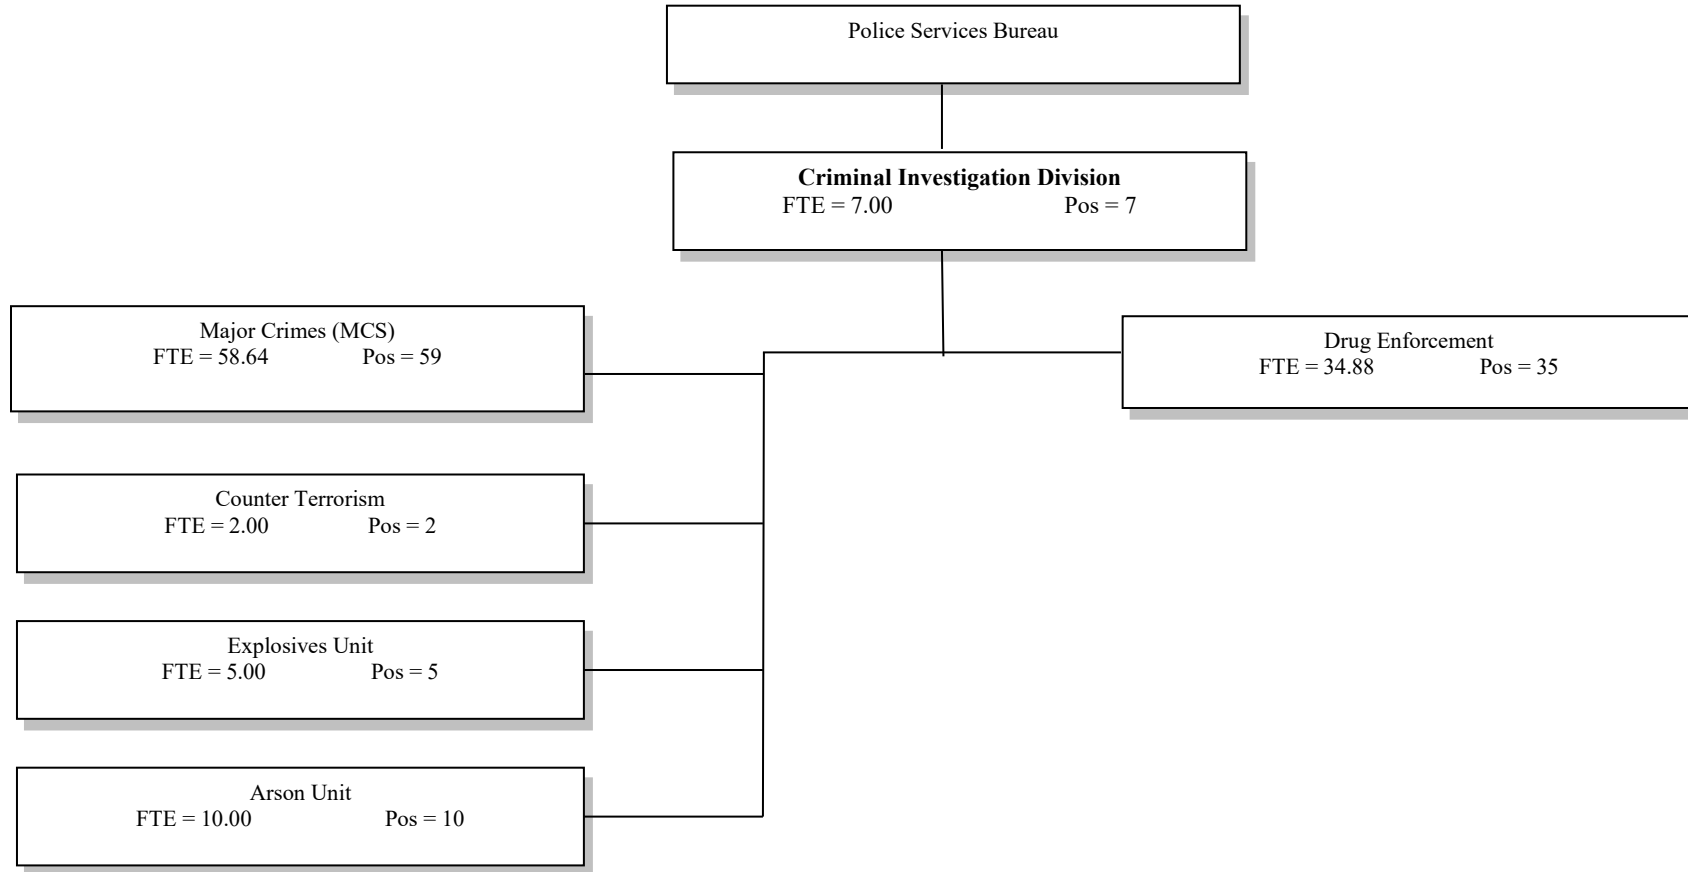 Police Services Bureau
Criminal Investigation Division
FTE = 7.00 Pos = 7
Major Crimes (MCS)
FTE = 58.64 Pos = 59
Drug Enforcement
FTE = 34.88 Pos = 35
Counter Terrorism
FTE = 2.00 Pos = 2
Explosives Unit
FTE = 5.00 Pos = 5
Arson Unit
FTE = 10.00 Pos = 10